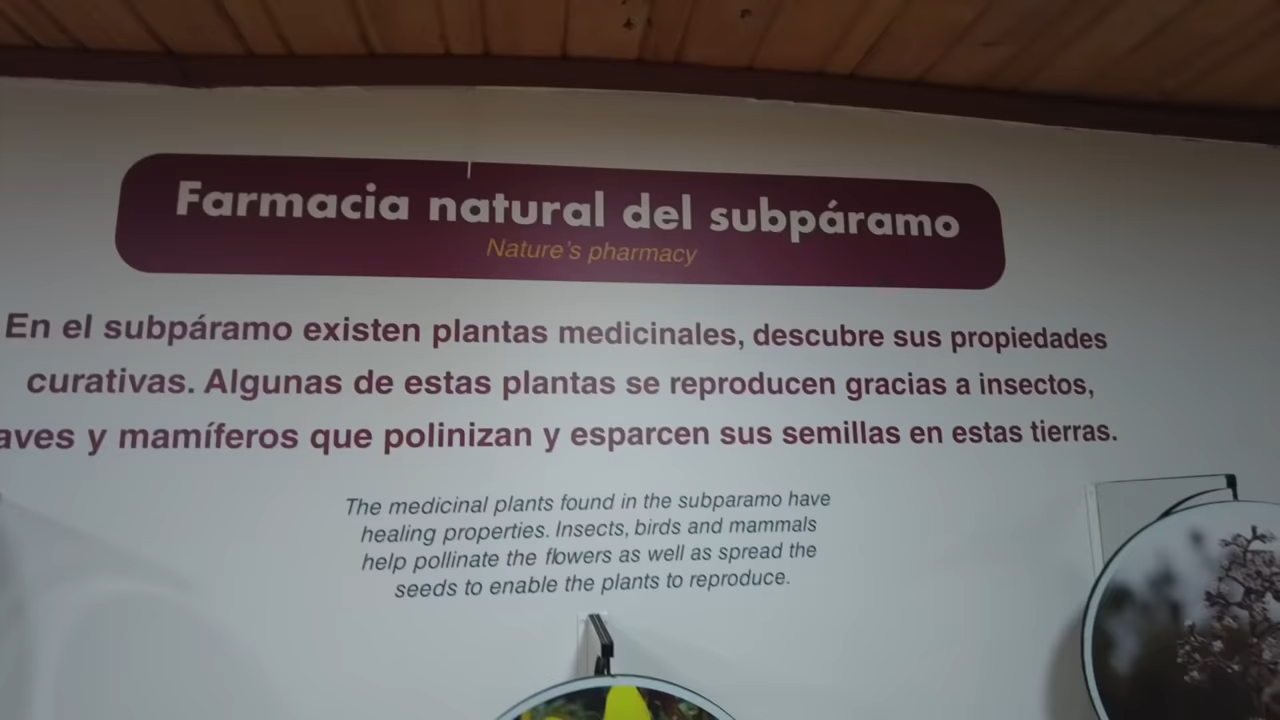 Farmacia natural del subpáramo
Nature's pharmacy
En el subpáramo existen plantas medicinales, descubre sus propiedades
curativas. Algunas de estas plantas se reproducen gracias a insectos,
aves y mamíferos que polinizan y esparcen sus semillas en estas tierras.
The medicinal plants found in the subparamo have
healing properties. Insects, birds and mammals
help pollinate the flowers as well as spread the
seeds to enable the plants to reproduce.